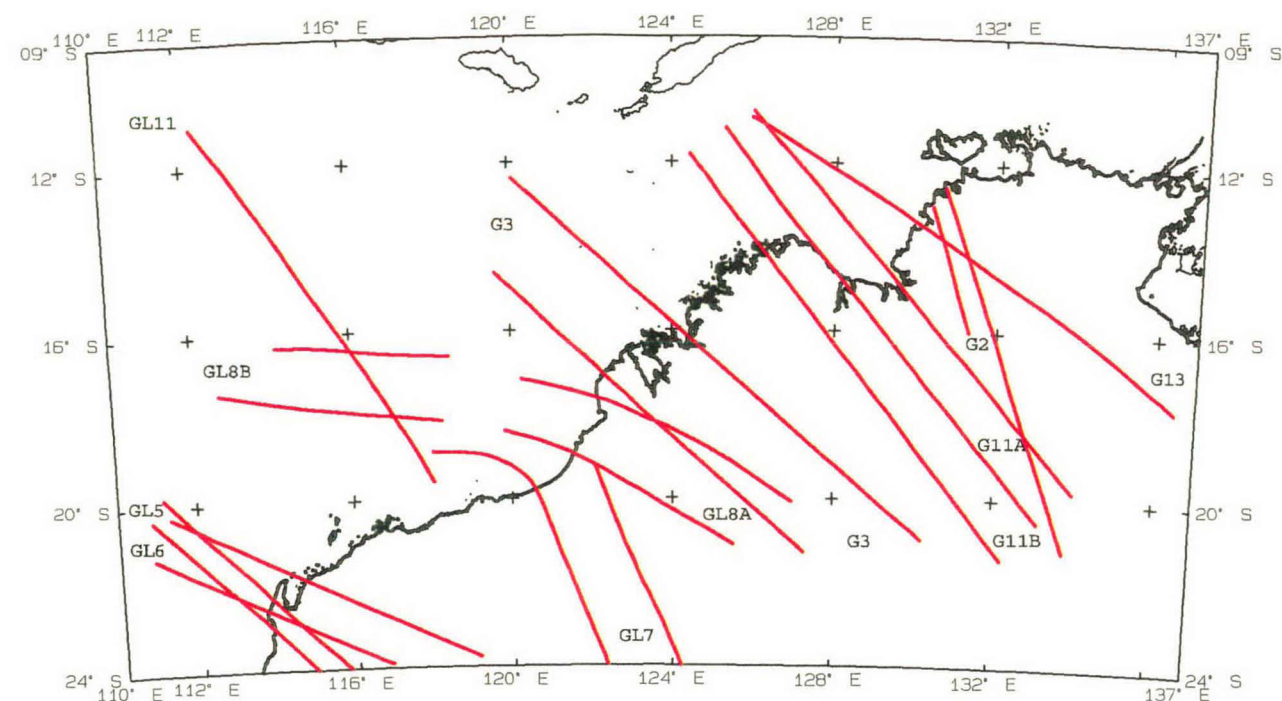 110° E 112° E 116° E 120° E 124° E 128° E 132° E 137° E
09° S 09° S
GL11
12° S 12° S
G3
16° S G2 16° S
GL8B G13
G11A
GL5 20° S GL8A 20° S
GL6 G3 G11B
GL7
24° S 24° S
110° E 112° E 116° E 120° E 124° E 128° E 132° E 137° E